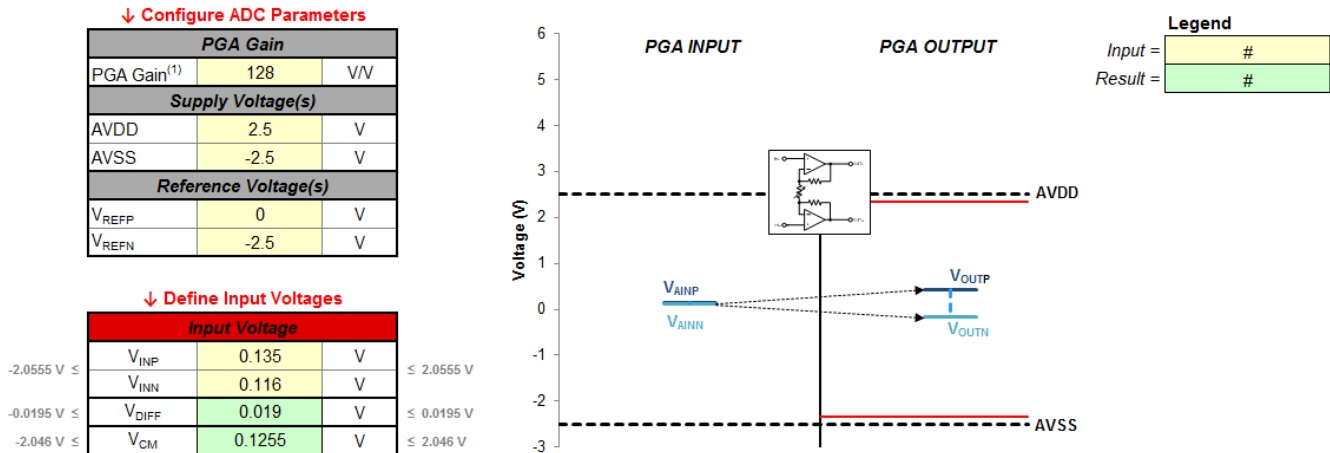 ↓ Configure ADC Parameters
PGA Gain
PGA Gain(1) 128 V/V
Supply Voltage(s)
AVDD 2.5 V
AVSS -2.5 V
Reference Voltage(s)
VREFP 0 V
VREFN -2.5 V
↓ Define Input Voltages
Input Voltage
-2.0555 V ≤ ≤ 2.0555 V
VINP 0.135 V
VINN 0.116 V
-0.0195 V ≤ VDIFF 0.019 V ≤ 0.0195 V
-2.046 V ≤ VCM 0.1255 V ≤ 2.046 V
PGA INPUT
PGA OUTPUT
Voltage (V)
6
5
4
3
2
1
0
-1
-2
-3
AVDD
VAINP
VAINN
VOUTP
VOUTN
AVSS
Legend
Input = #
Result = #